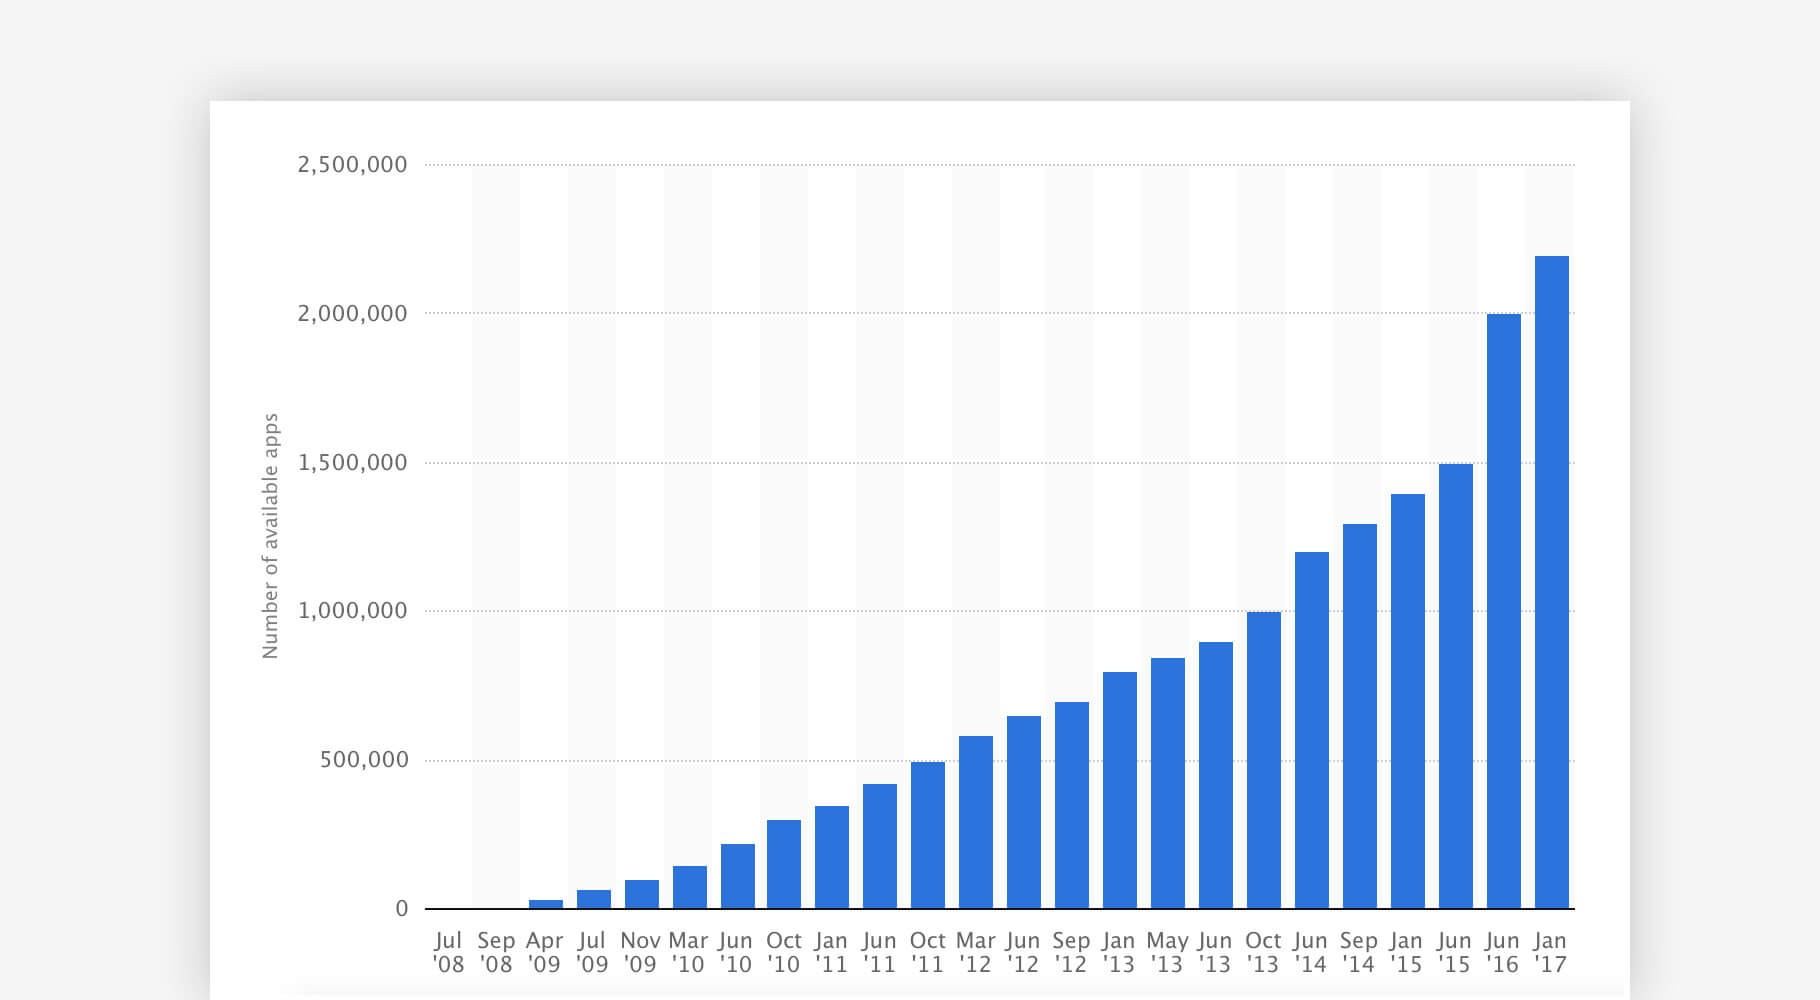 2,500,000
2,000,000
1,500,000
1,000,000
500,000
0
Number of available apps
Jul Sep Apr Jul Nov Mar Jun Oct Jan Jun Oct Mar Jun Sep Jan May Jun Oct Jun Sep Jan Jun Jun Jan
'08 '08 '09 '09 '09 '10 '10 '10 '11 '11 '11 '12 '12 '12 '13 '13 '13 '13 '14 '14 '15 '15 '16 '17